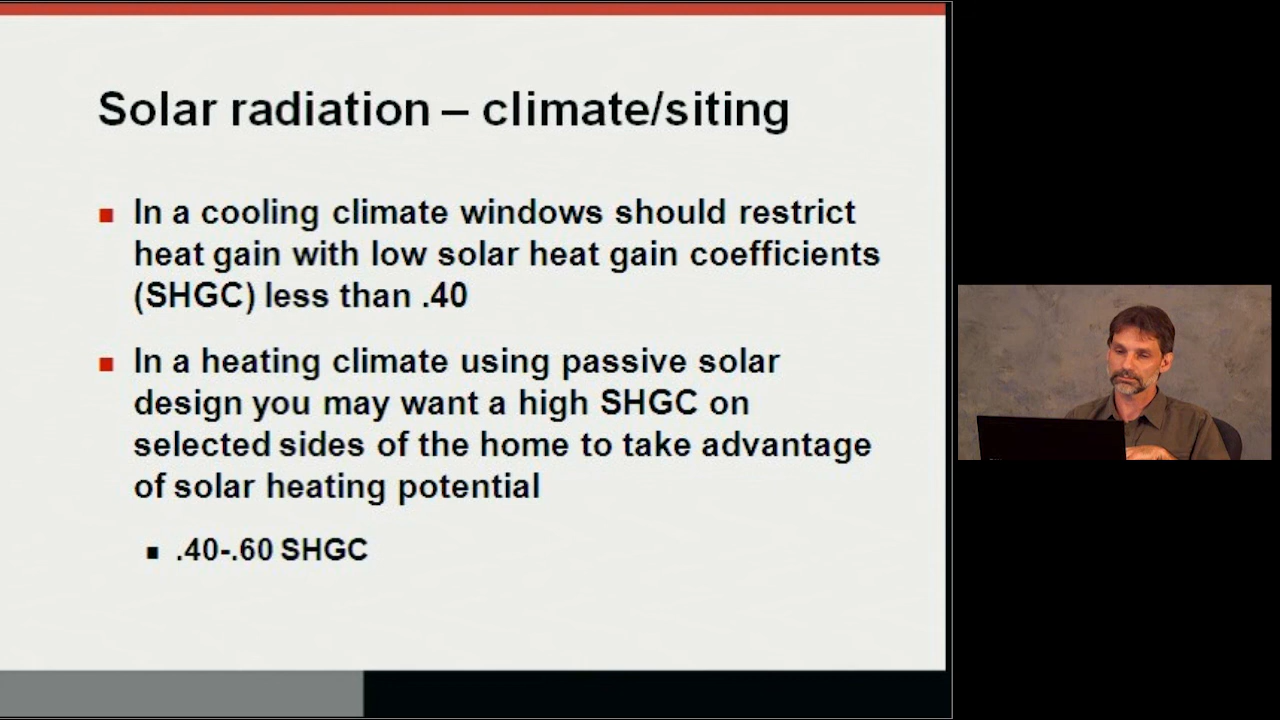 Solar radiation – climate/siting
In a cooling climate windows should restrict
heat gain with low solar heat gain coefficients
(SHGC) less than .40
In a heating climate using passive solar
design you may want a high SHGC on
selected sides of the home to take advantage
of solar heating potential
.40-.60 SHGC